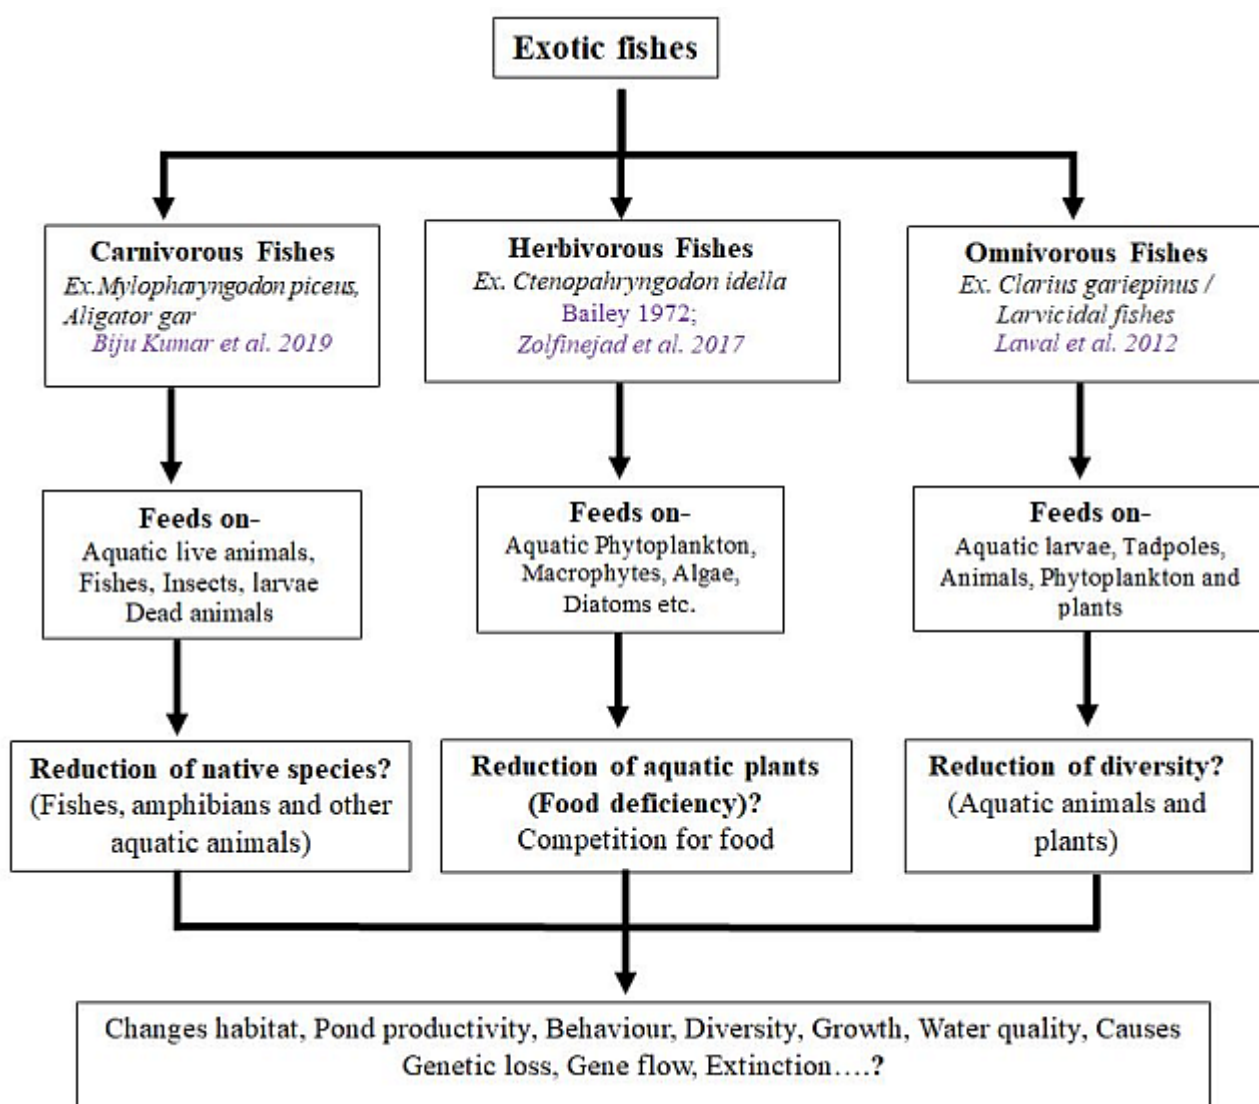 Exotic fishes
Carnivorous Fishes
Ex.Mylopharyngodon piceus,
Aligator gar
Biju Kumar et al. 2019
Herbivorous Fishes
Ex. Ctenopahryngodon idella
Bailey 1972;
Zolfinejad et al. 2017
Omnivorous Fishes
Ex. Clarius gariepinus /
Larvicidal fishes
Lawal et al. 2012
Feeds on-
Aquatic live animals,
Fishes, Insects, larvae
Dead animals
Feeds on-
Aquatic Phytoplankton,
Macrophytes, Algae,
Diatoms etc.
Feeds on-
Aquatic larvae, Tadpoles,
Animals, Phytoplankton and
plants
Reduction of native species?
(Fishes, amphibians and other
aquatic animals)
Reduction of aquatic plants
(Food deficiency)?
Competition for food
Reduction of diversity?
(Aquatic animals and
plants)
Changes habitat, Pond productivity, Behaviour, Diversity, Growth, Water quality, Causes
Genetic loss, Gene flow, Extinction....?